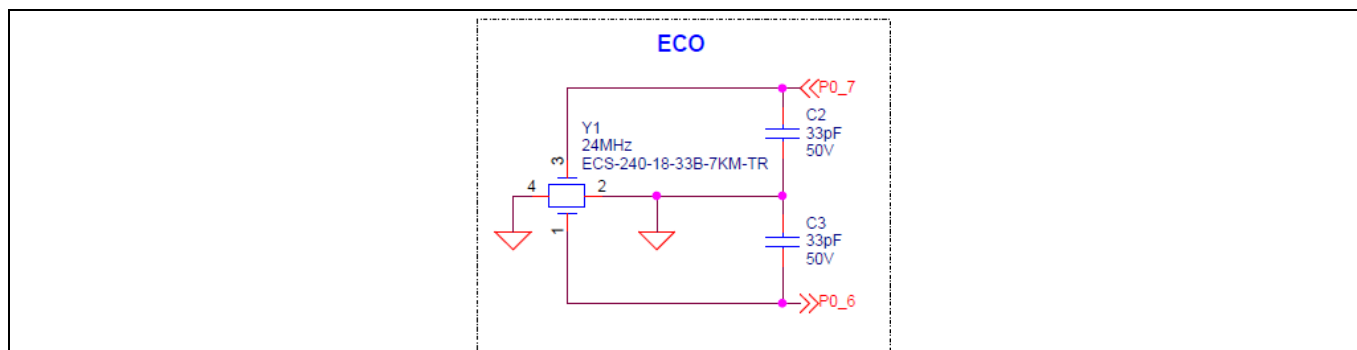 ECO
P0_7
C2
33pF
50V
Y1
24MHz
ECS-240-18-33B-7KM-TR
3
4
2
1
C3
33pF
50V
P0_6